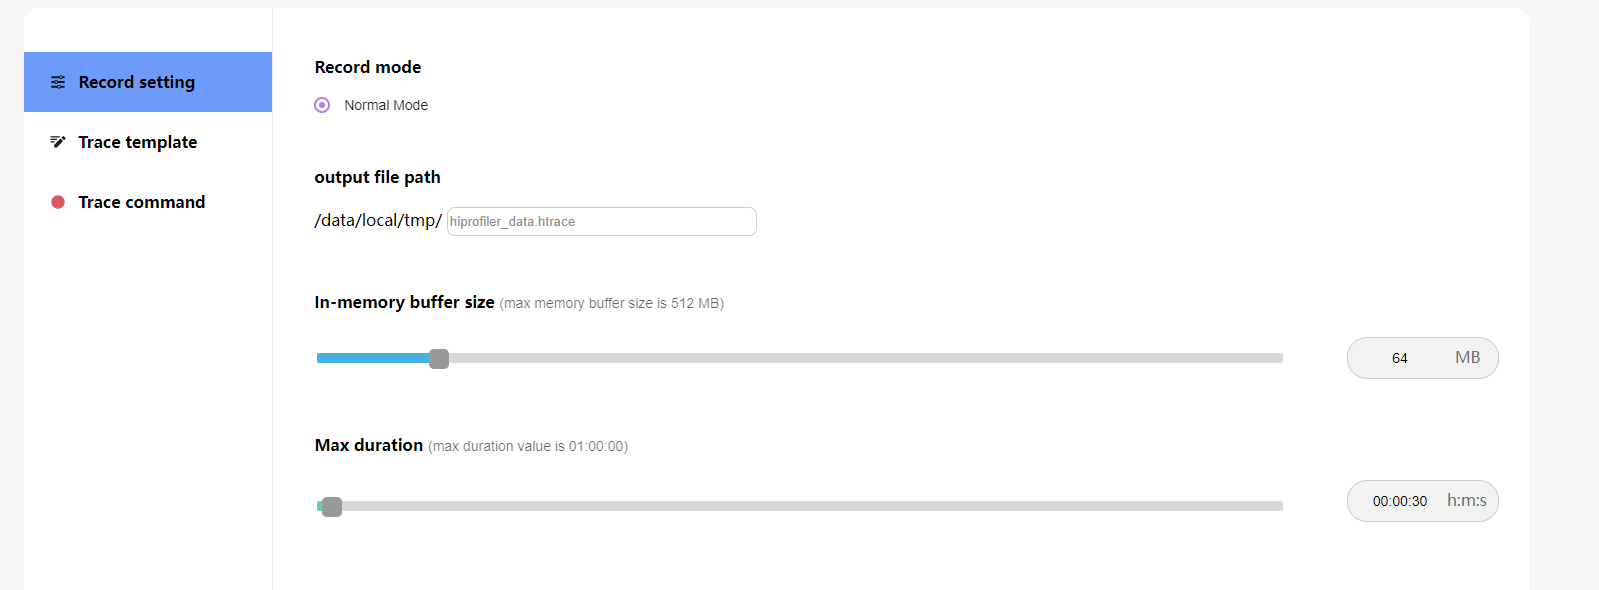 Record setting
Trace template
Trace command
Record mode
Normal Mode
output file path
/data/local/tmp/ hiprofiler_data.htrace
In-memory buffer size (max memory buffer size is 512 MB)
64 MB
Max duration (max duration value is 01:00:00)
00:00:30 h:m:s